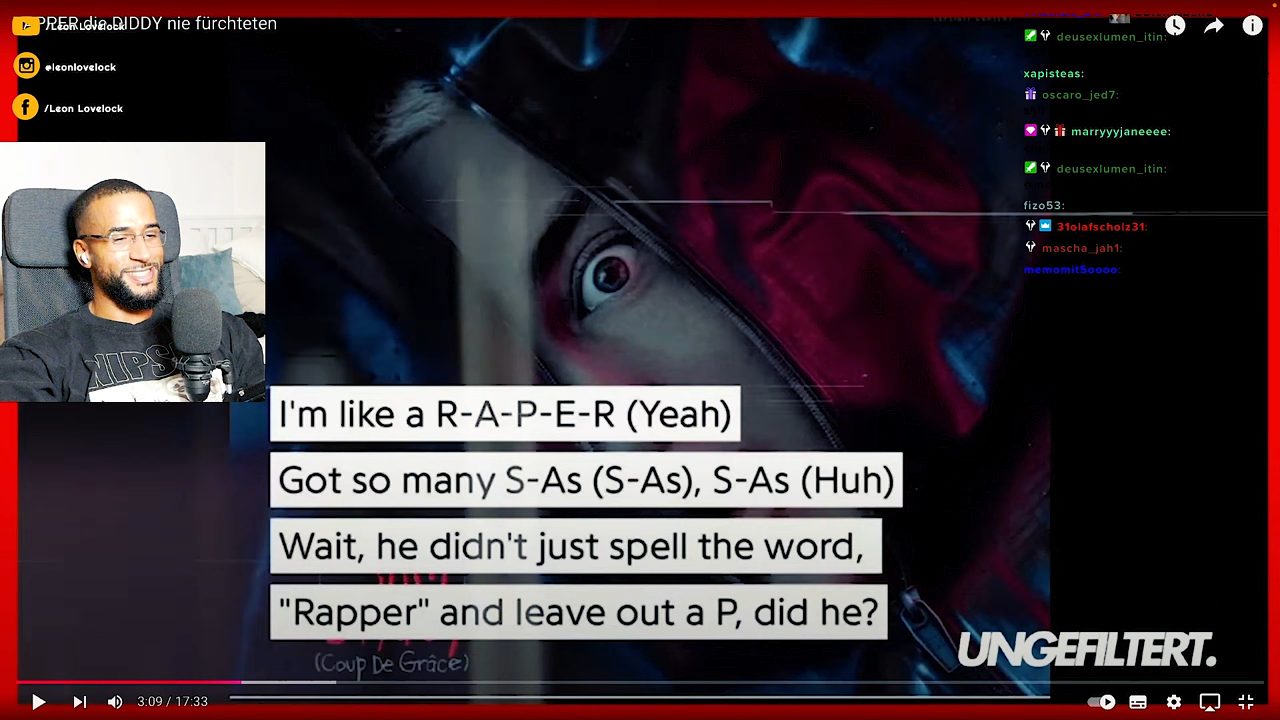 PPER die DIDDY nie fürchteten
/Leon Lovelock
@leonlovelock
/Leon Lovelock
deusexlumen_itin:
xapisteas:
oscaro_jed7:
marryyyjaneeee:
deusexlumen_itin:
fizo53:
31olafscholz31:
mascha_jah1:
memomit5oooo:
NIPS
I'm like a R-A-P-E-R (Yeah)
Got so many S-As (S-As), S-As (Huh)
Wait, he didn't just spell the word,
"Rapper" and leave out a P, did he?
(Coup De Grâce)
UNGEFILTERT.
3:09 / 17:33